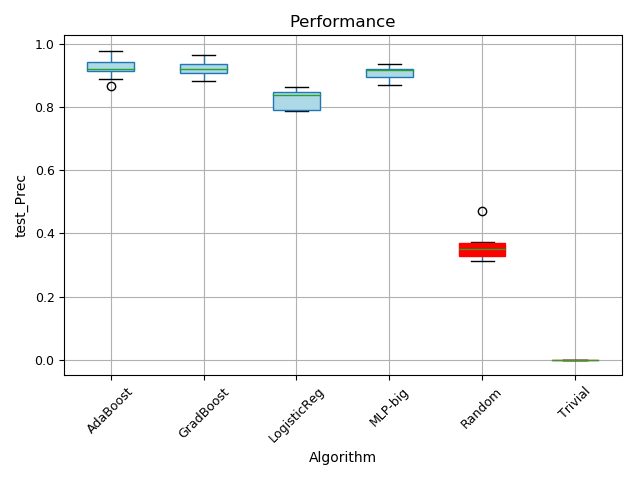 Performance
1.0
0.8
0.6
0.4
0.2
0.0
test_Prec
AdaBoost
GradBoost
LogisticReg
MLP-big
Random
Trivial
Algorithm